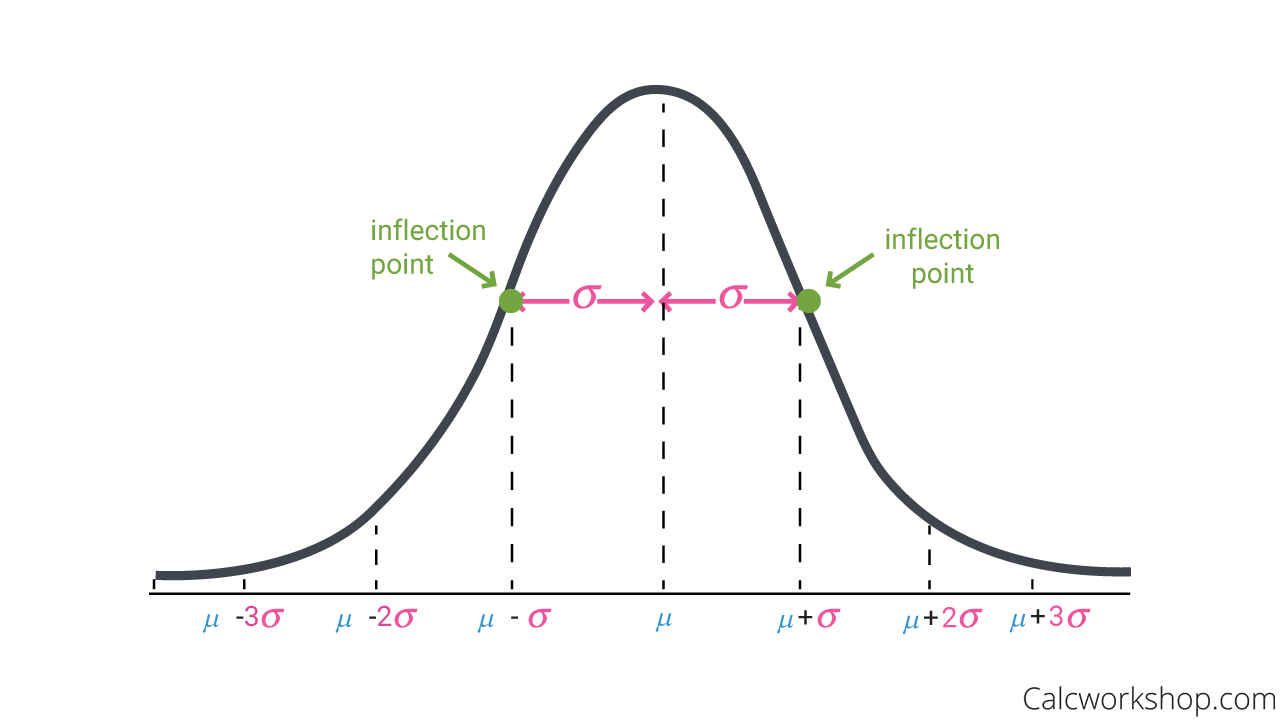 inflection
point
inflection
point
σ
σ
μ -3σ
μ -2σ
μ - σ
μ
μ+σ
μ+2σ
μ+3σ
Calcworkshop.com